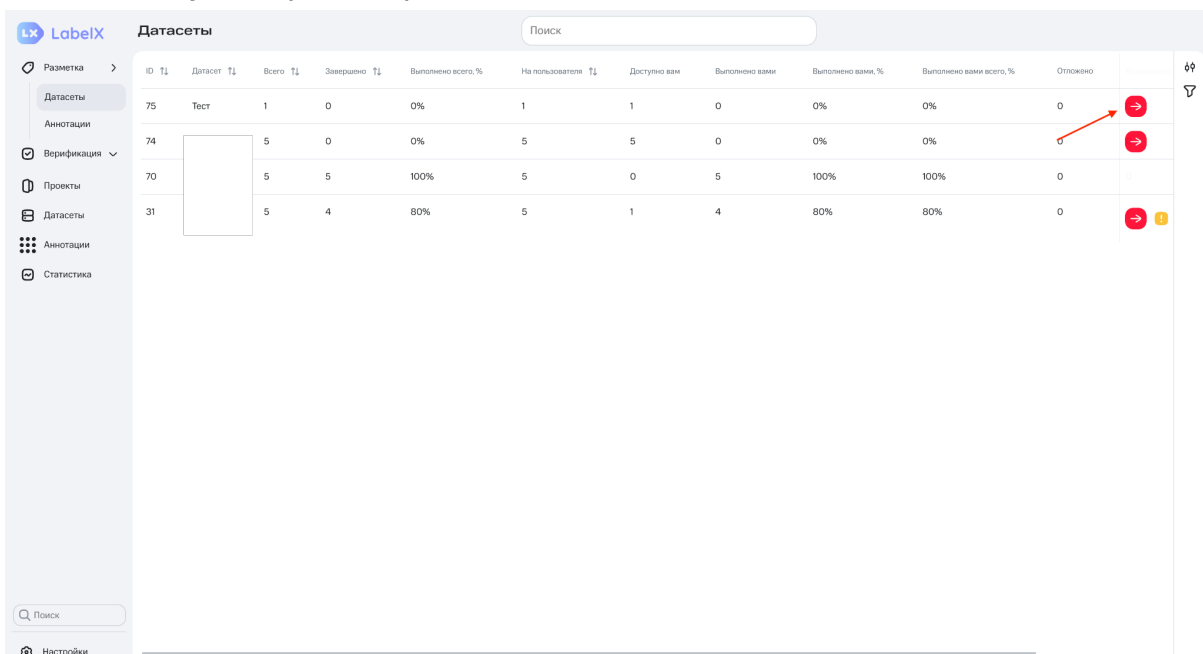 LX LabelX
Датасеты
Поиск
Разметка
Датасеты
Аннотации
Верификация
Проекты
Датасеты
Аннотации
Статистика
ID Датасет Всего Завершено Выполнено всего, % На пользователя Доступно вам Выполнено вами Выполнено вами, % Выполнено вами всего, % Отложено
75 Тест 1 0 0% 1 1 0 0% 0% 0
74 5 0 0% 5 5 0 0% 0% 0
70 5 5 100% 5 0 5 100% 100% 0
31 5 4 80% 5 1 4 80% 80% 0
Поиск
Настройки